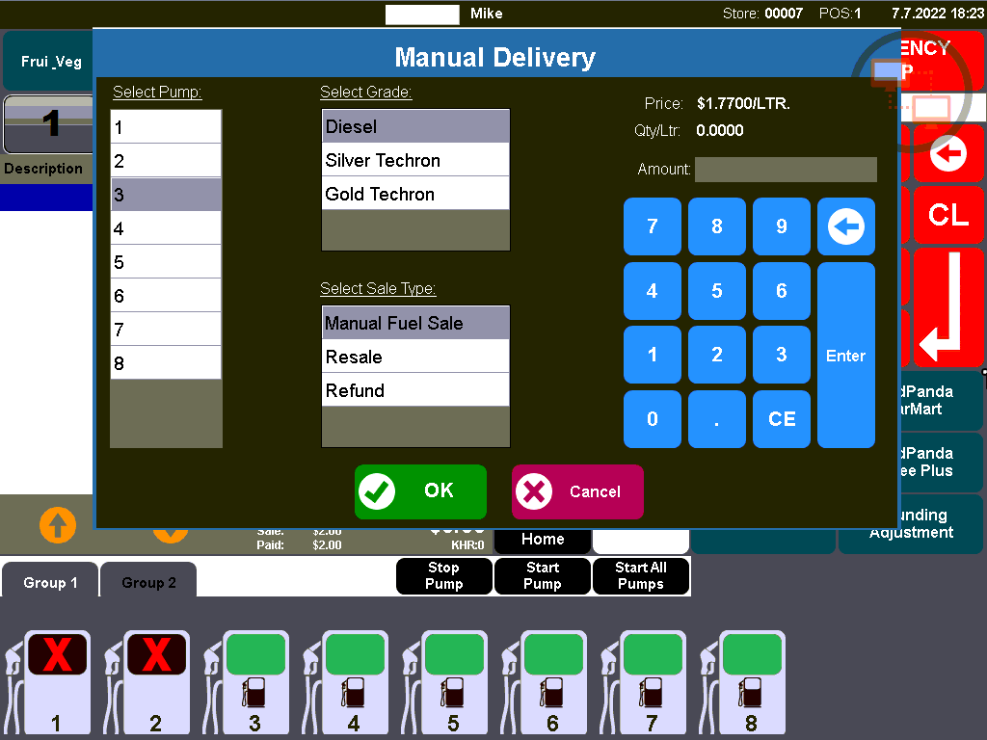 Mike Store: 00007 POS:1 7.7.2022 18:23
Frui_Veg
ENCY
P
Manual Delivery
1
Description
CL
Select Pump:
1
2
3
4
5
6
7
8
Select Grade:
Diesel
Silver Techron
Gold Techron
Select Sale Type:
Manual Fuel Sale
Resale
Refund
Price: $1.7700/LTR.
Qty/Ltr: 0.0000
Amount:
7 8 9
4 5 6
1 2 3 Enter
0 . CE
OK Cancel
dPanda
rMart
dPanda
ee Plus
unding
Adjustment
Sale: $2.00
Paid: $2.00 KHR:0
Home
Group 1 Group 2
Stop
Pump
Start
Pump
Start All
Pumps
X X
1 2 3 4 5 6 7 8